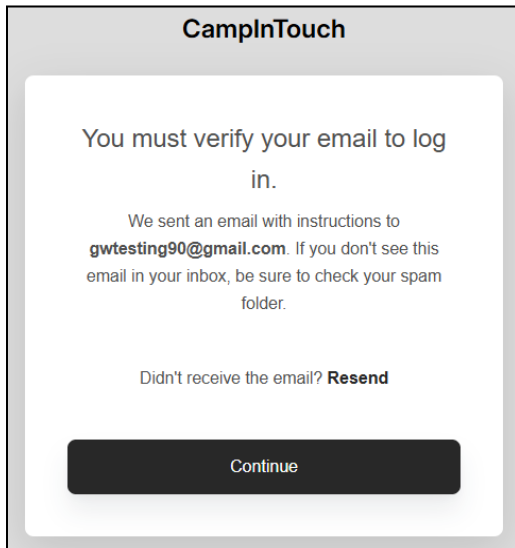 CampInTouch
You must verify your email to log
in.
We sent an email with instructions to
gwtesting90@gmail.com. If you don't see this
email in your inbox, be sure to check your spam
folder.
Didn't receive the email? Resend
Continue